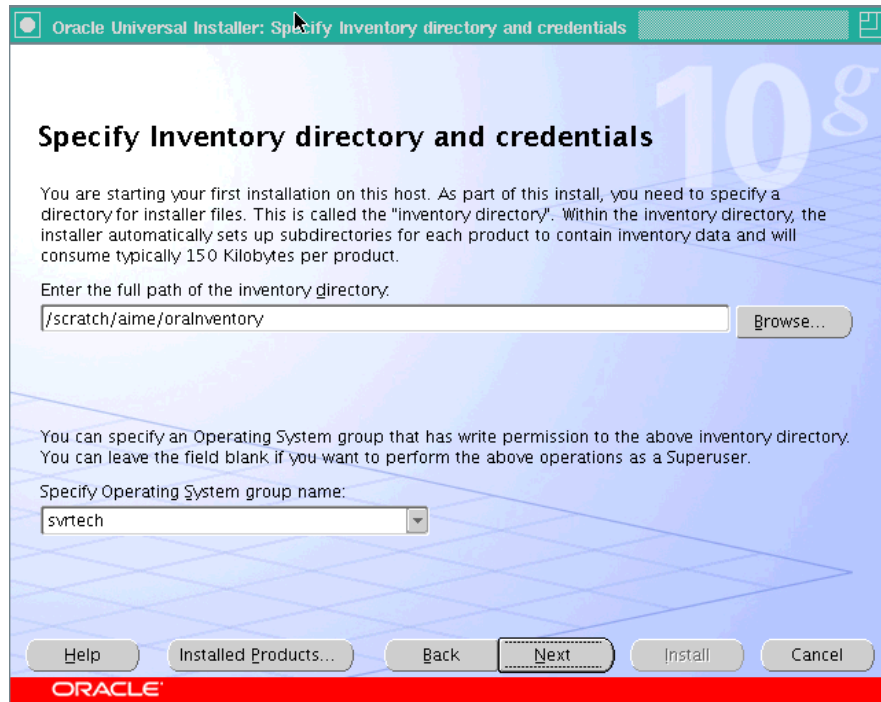 Oracle Universal Installer: Specify Inventory directory and credentials
10g
Specify Inventory directory and credentials
You are starting your first installation on this host. As part of this install, you need to specify a
directory for installer files. This is called the "inventory directory". Within the inventory directory, the
installer automatically sets up subdirectories for each product to contain inventory data and will
consume typically 150 Kilobytes per product.
Enter the full path of the inventory directory:
/scratch/aime/oraInventory
Browse...
You can specify an Operating System group that has write permission to the above inventory directory.
You can leave the field blank if you want to perform the above operations as a Superuser.
Specify Operating System group name:
svrtech
Help Installed Products... Back Next Install Cancel
ORACLE